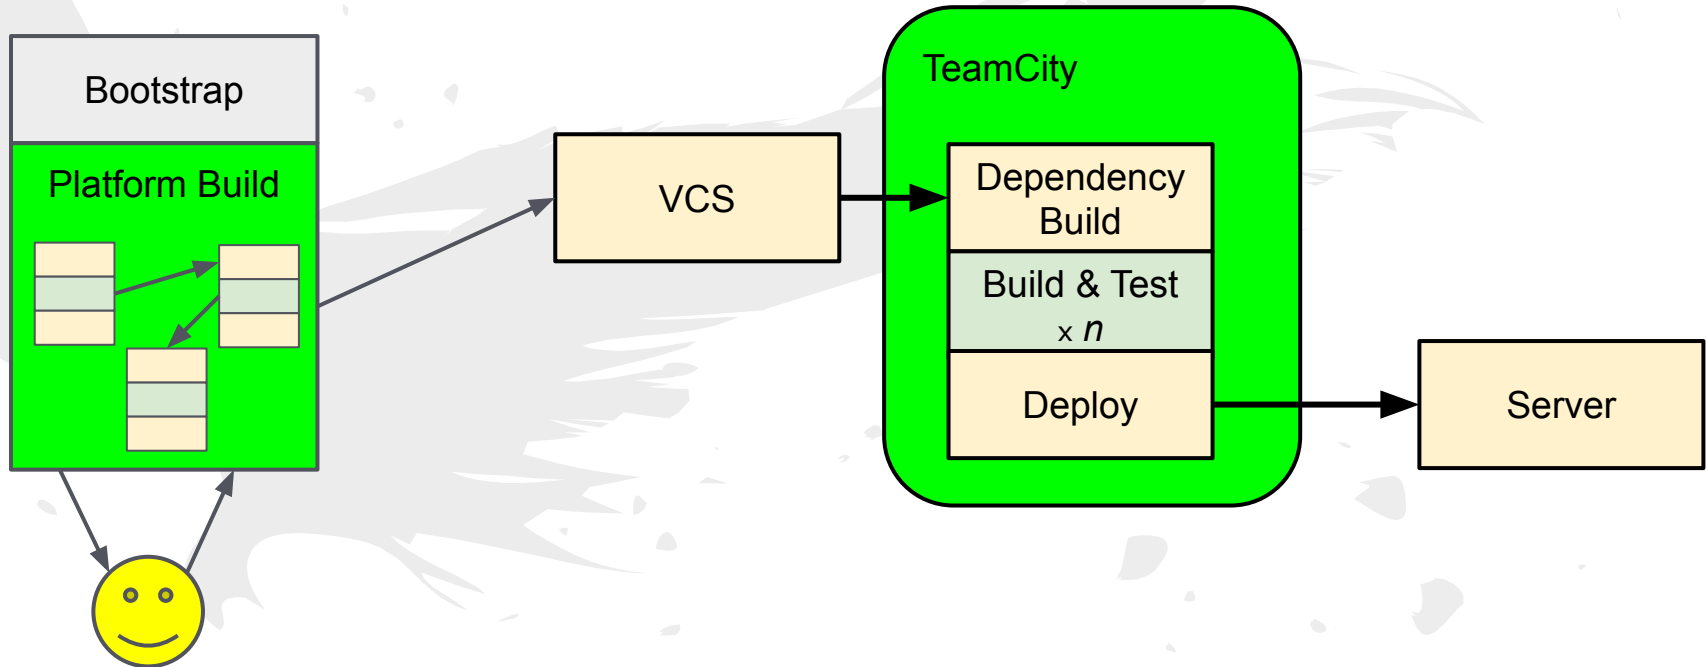 Bootstrap
Platform Build
VCS
TeamCity
Dependency
Build
Build & Test
x n
Deploy
Server